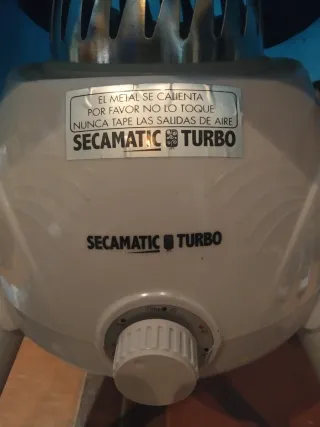 EL METAL SE CALIENTA
POR FAVOR NO LO TOQUE
NUNCA TAPE LAS SALIDAS DE AIRE
SECAMATIC TURBO
SECAMATIC TURBO